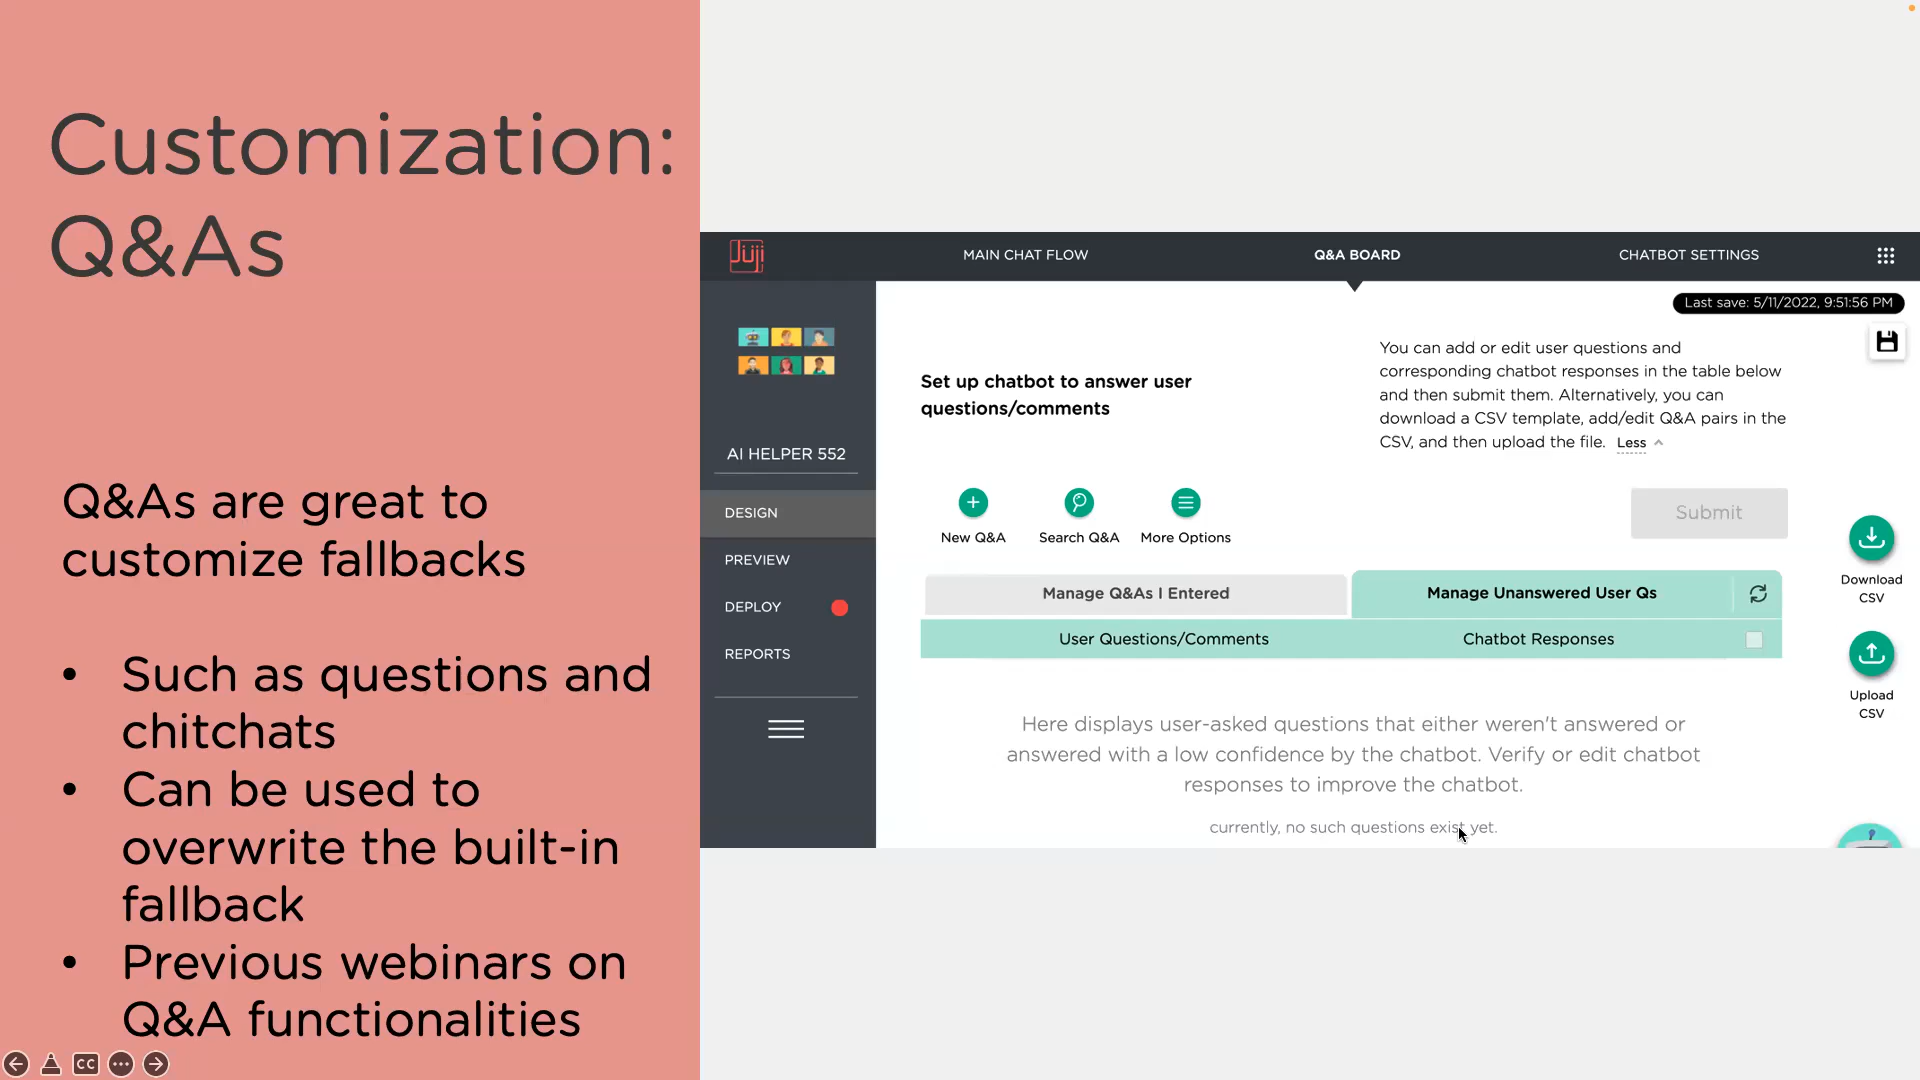 Customization:
Q&As
Q&As are great to
customize fallbacks
• Such as questions and
chitchats
• Can be used to
overwrite the built-in
fallback
• Previous webinars on
Q&A functionalities
CC
Juji
MAIN CHAT FLOW
Q&A BOARD
CHATBOT SETTINGS
Last save: 5/11/2022, 9:51:56 PM
AI HELPER 552
DESIGN
PREVIEW
DEPLOY
REPORTS
Set up chatbot to answer user
questions/comments
You can add or edit user questions and
corresponding chatbot responses in the table below
and then submit them. Alternatively, you can
download a CSV template, add/edit Q&A pairs in the
CSV, and then upload the file. Less
New Q&A
Search Q&A
More Options
Submit
Manage Q&As I Entered
Manage Unanswered User Qs
User Questions/Comments
Chatbot Responses
Here displays user-asked questions that either weren't answered or
answered with a low confidence by the chatbot. Verify or edit chatbot
responses to improve the chatbot.
currently, no such questions exist yet.
Download
CSV
Upload
CSV